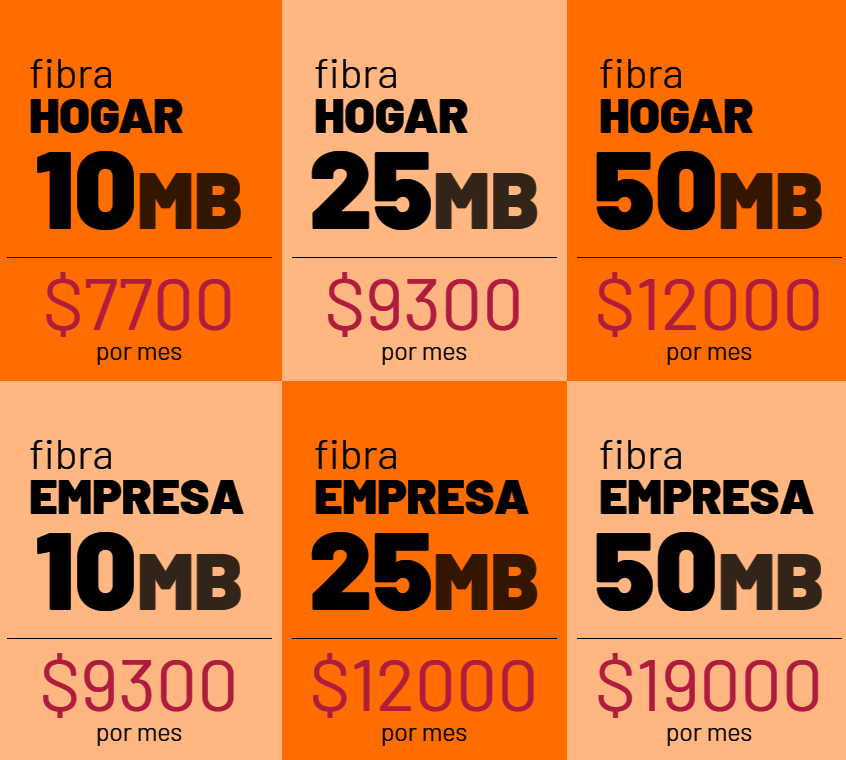 fibra
HOGAR
10MB
$7700
por mes
fibra
HOGAR
25MB
$9300
por mes
fibra
HOGAR
50MB
$12000
por mes
fibra
EMPRESA
10MB
$9300
por mes
fibra
EMPRESA
25MB
$12000
por mes
fibra
EMPRESA
50MB
$19000
por mes